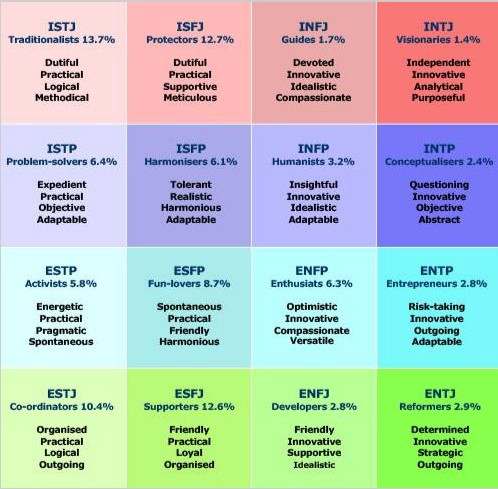 ISTJ
Traditionalists 13.7%
Dutiful
Practical
Logical
Methodical
ISFJ
Protectors 12.7%
Dutiful
Practical
Supportive
Meticulous
INFJ
Guides 1.7%
Devoted
Innovative
Idealistic
Compassionate
INTJ
Visionaries 1.4%
Independent
Innovative
Analytical
Purposeful
ISTP
Problem-solvers 6.4%
Expedient
Practical
Objective
Adaptable
ISFP
Harmonisers 6.1%
Tolerant
Realistic
Harmonious
Adaptable
INFP
Humanists 3.2%
Insightful
Innovative
Idealistic
Adaptable
INTP
Conceptualisers 2.4%
Questioning
Innovative
Objective
Abstract
ESTP
Activists 5.8%
Energetic
Practical
Pragmatic
Spontaneous
ESFP
Fun-lovers 8.7%
Spontaneous
Practical
Friendly
Harmonious
ENFP
Enthusiats 6.3%
Optimistic
Innovative
Compassionate
Versatile
ENTP
Entrepreneurs 2.8%
Risk-taking
Innovative
Outgoing
Adaptable
ESTJ
Co-ordinators 10.4%
Organised
Practical
Logical
Outgoing
ESFJ
Supporters 12.6%
Friendly
Practical
Loyal
Organised
ENFJ
Developers 2.8%
Friendly
Innovative
Supportive
Idealistic
ENTJ
Reformers 2.9%
Determined
Innovative
Strategic
Outgoing